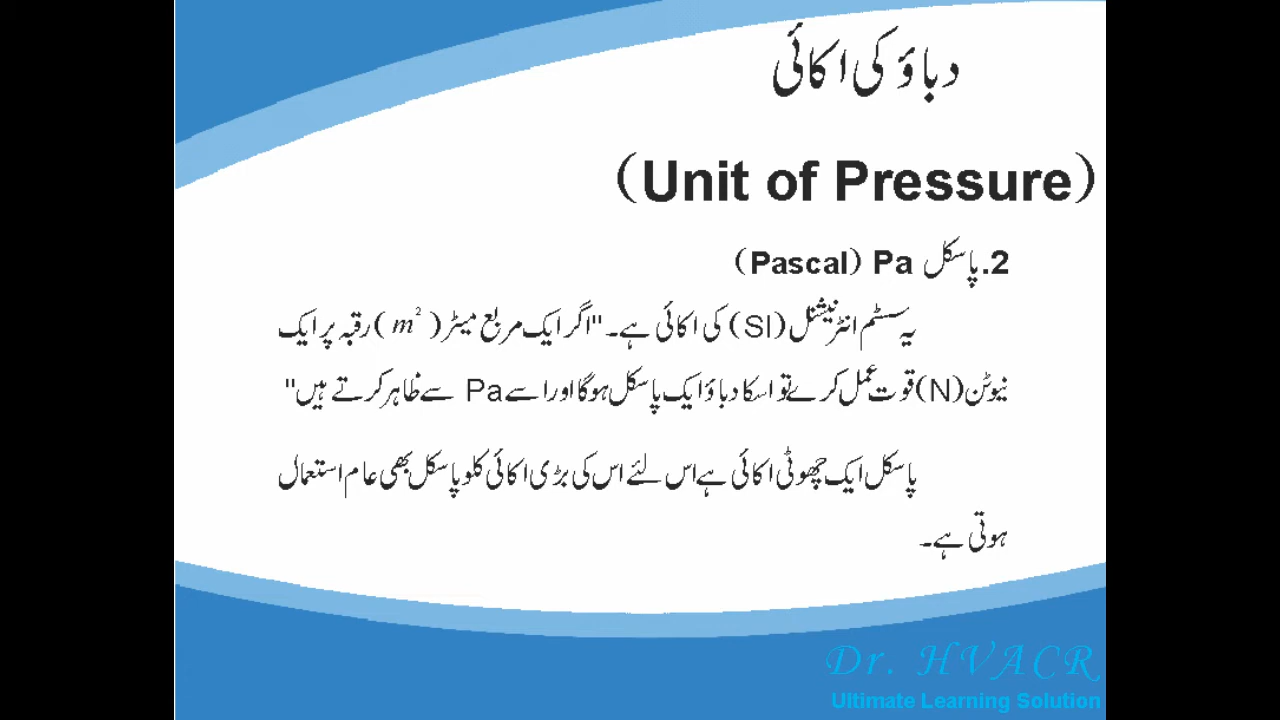 دباؤ کی اکائی
(Unit of Pressure)
2. پاسکل Pa (Pascal)
یہ سسٹم انٹرنیشنل (SI) کی اکائی ہے۔ "اگر ایک مربع میٹر (m²) رقبہ پر ایک
نیوٹن (N) قوت عمل کرے تو اسکا دباؤ ایک پاسکل ہوگا اور اسے Pa سے ظاہر کرتے ہیں"
پاسکل ایک چھوٹی اکائی ہے اس لئے اس کی بڑی اکائی کلو پاسکل بھی عام استعمال
ہوتی ہے۔
Dr. HVACR
Ultimate Learning Solution